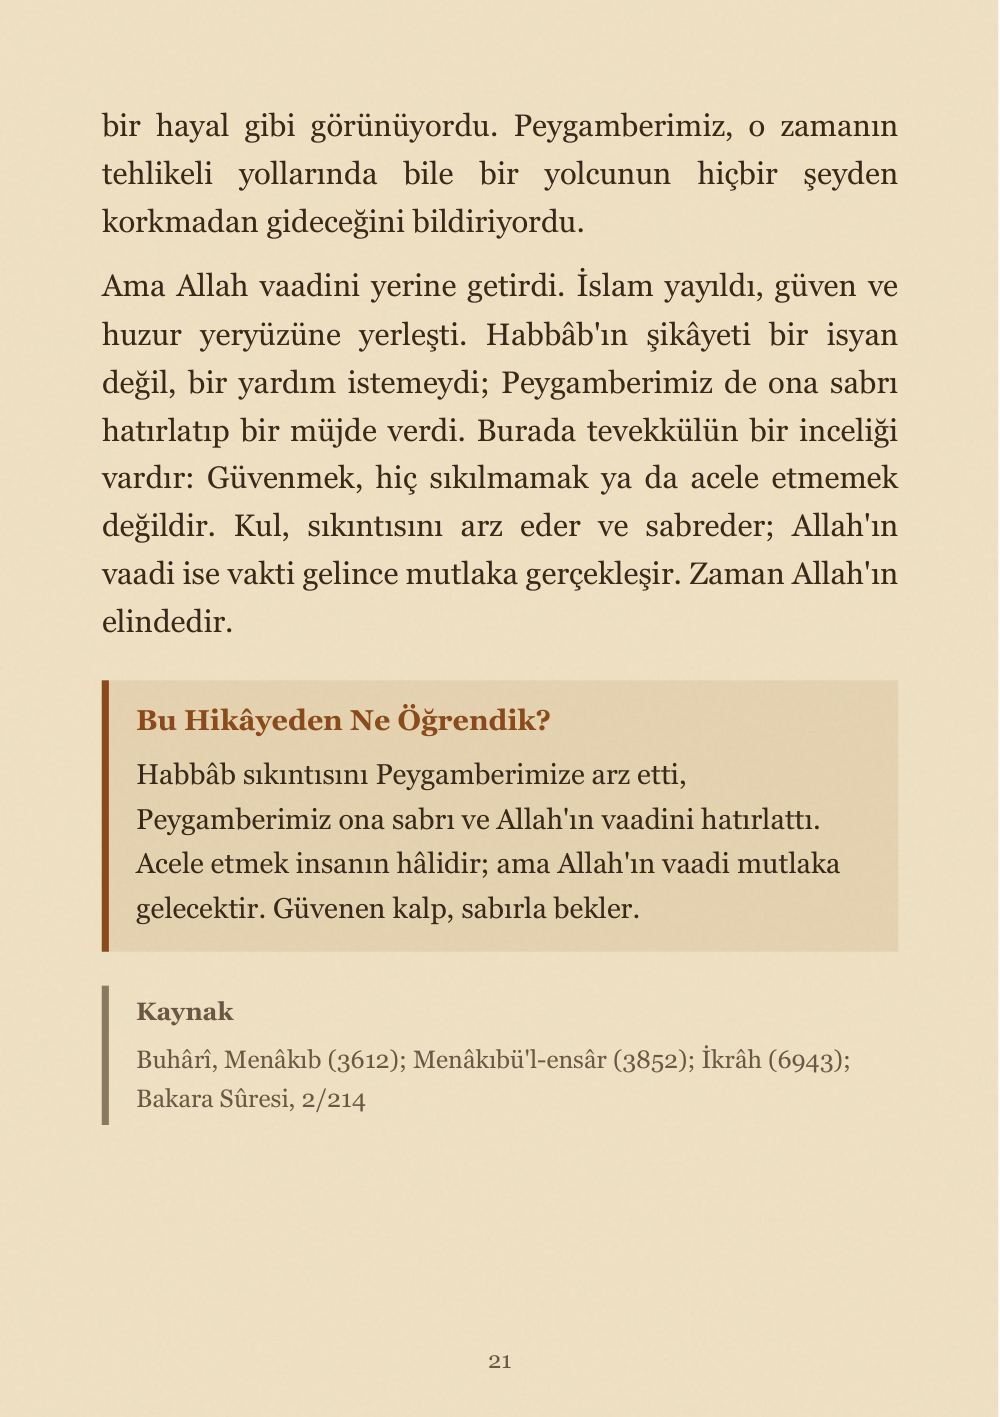 bir hayal gibi görünüyordu. Peygamberimiz, o zamanın
tehlikeli yollarında bile bir yolcunun hiçbir şeyden
korkmadan gideceğini bildiriyordu.
Ama Allah vaadini yerine getirdi. İslam yayıldı, güven ve
huzur yeryüzüne yerleşti. Habbâb'ın şikâyeti bir isyan
değil, bir yardım istemeydi; Peygamberimiz de ona sabrı
hatırlatıp bir müjde verdi. Burada tevekkülün bir inceliği
vardır: Güvenmek, hiç sıkılmamak ya da acele etmemek
değildir. Kul, sıkıntısını arz eder ve sabreder; Allah'ın
vaadi ise vakti gelince mutlaka gerçekleşir. Zaman Allah'ın
elindedir.
Bu Hikâyeden Ne Öğrendik?
Habbâb sıkıntısını Peygamberimize arz etti,
Peygamberimiz ona sabrı ve Allah'ın vaadini hatırlattı.
Acele etmek insanın hâlidir; ama Allah'ın vaadi mutlaka
gelecektir. Güvenen kalp, sabırla bekler.
Kaynak
Buhârî, Menâkıb (3612); Menâkıbü'l-ensâr (3852); İkrâh (6943);
Bakara Sûresi, 2/214
21